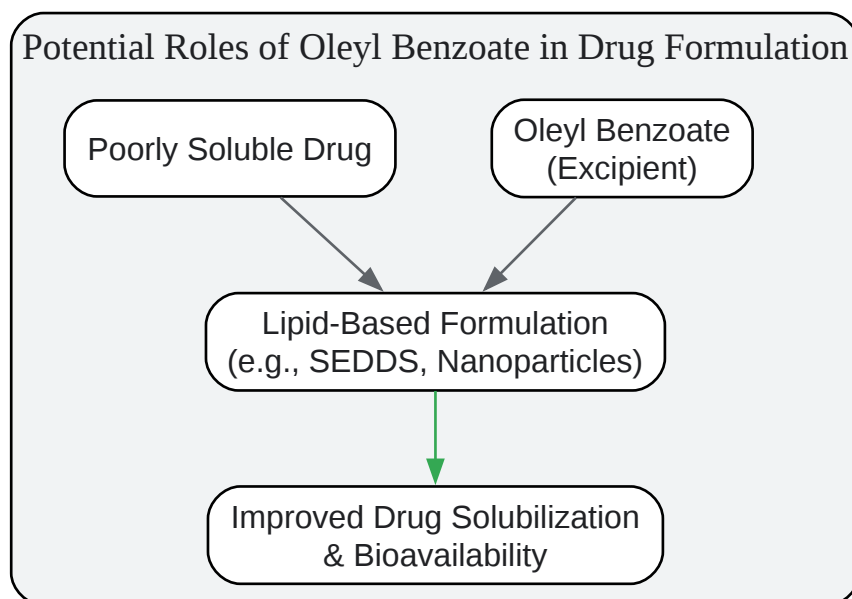 Potential Roles of Oleyl Benzoate in Drug Formulation
Poorly Soluble Drug
Oleyl Benzoate
(Excipient)
Lipid-Based Formulation
(e.g., SEDDS, Nanoparticles)
Improved Drug Solubilization
& Bioavailability